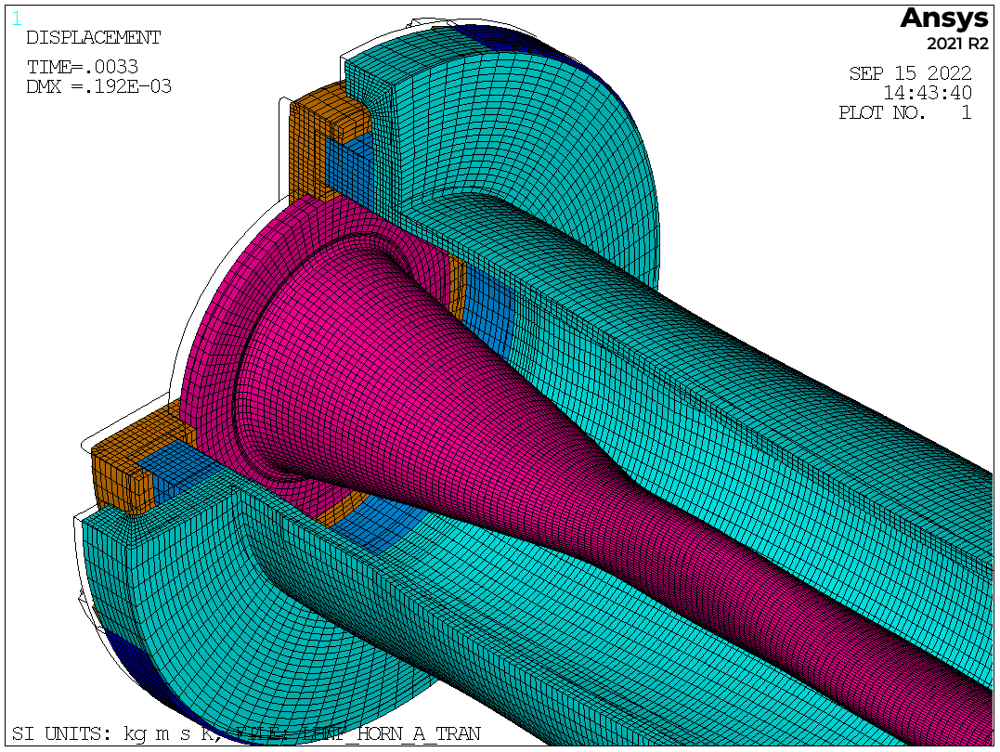 1
DISPLACEMENT
TIME=.0033
DMX =.192E-03
Ansys
2021 R2
SEP 15 2022
14:43:40
PLOT NO. 1
SI UNITS: kg m s K, HORN_A_TRAN